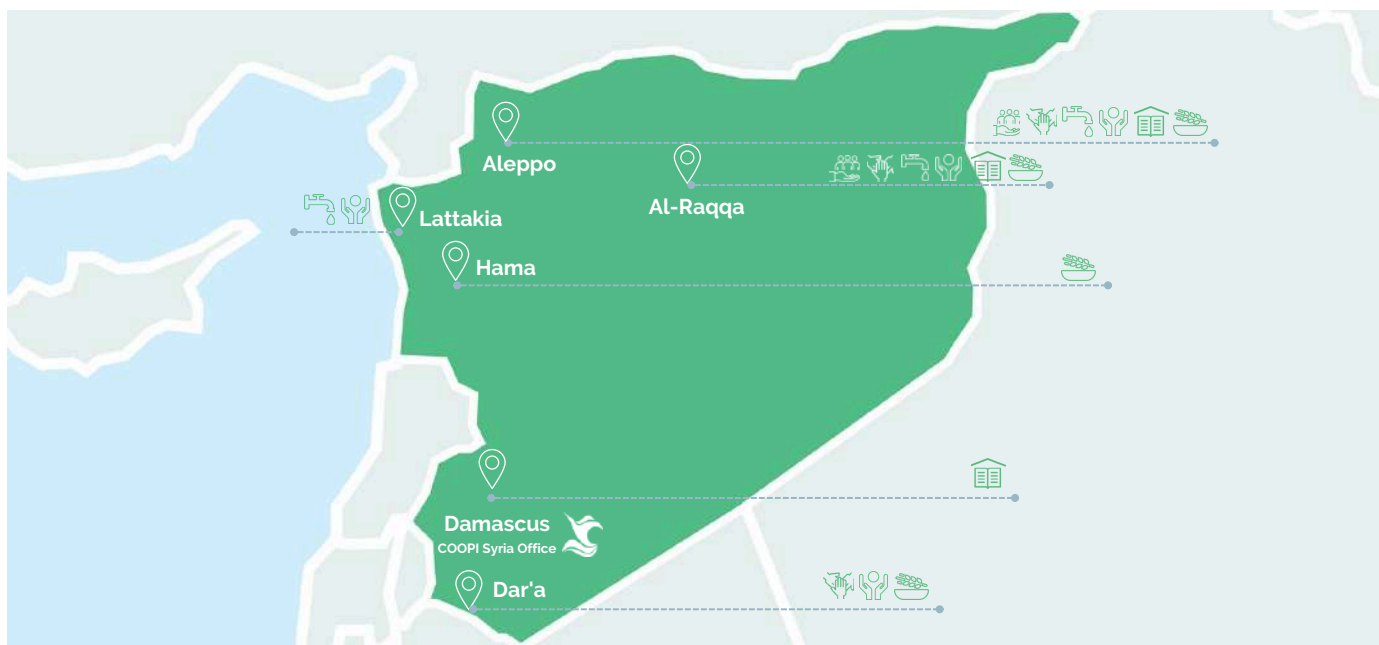 Aleppo
Al-Raqqa
Lattakia
Hama
Damascus
COOPI Syria Office
Dar'a